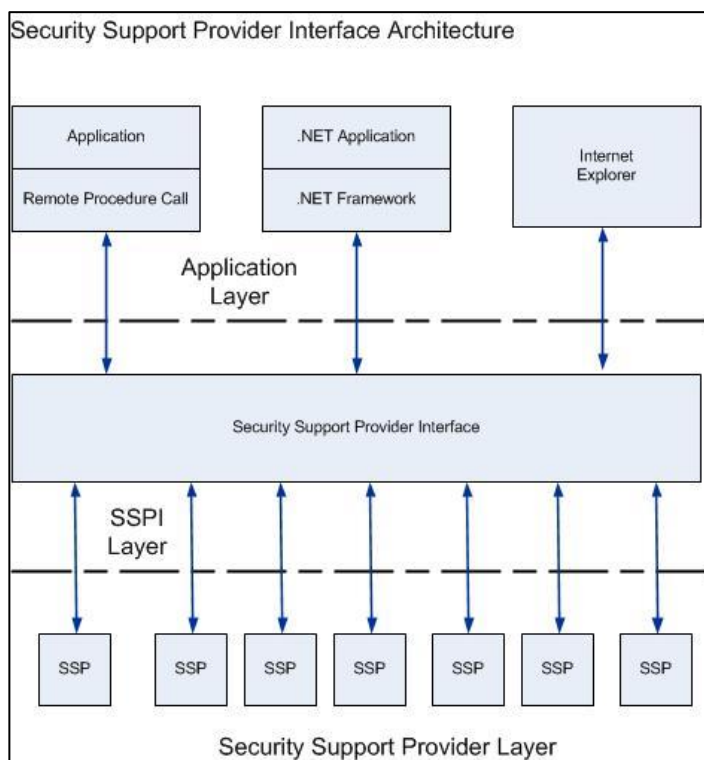 Security Support Provider Interface Architecture
Application
Remote Procedure Call
.NET Application
.NET Framework
Internet
Explorer
Application
Layer
Security Support Provider Interface
SSPI
Layer
SSP
SSP
SSP
SSP
SSP
SSP
SSP
Security Support Provider Layer